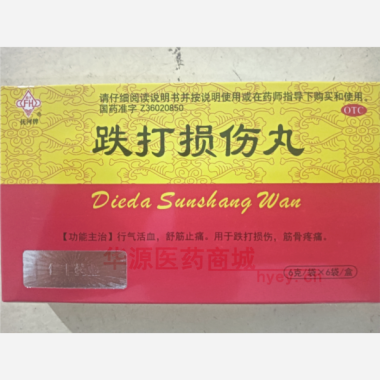 请仔细阅读说明书并按说明使用或在药师指导下购买和使用。
国药准字 Z36020850
OTC
跌打损伤丸
Dieda Sunshang Wan
【功能主治】行气活血，舒筋止痛。用于跌打损伤，筋骨疼痛。
华源医药商城
hyey.cn
6克/袋×6袋/盒